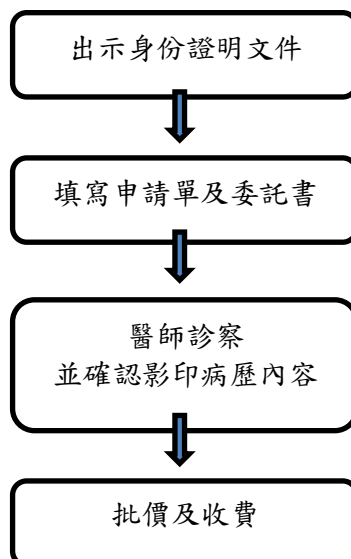 出示身份證明文件
填寫申請單及委託書
醫師診察
並確認影印病歷內容
批價及收費